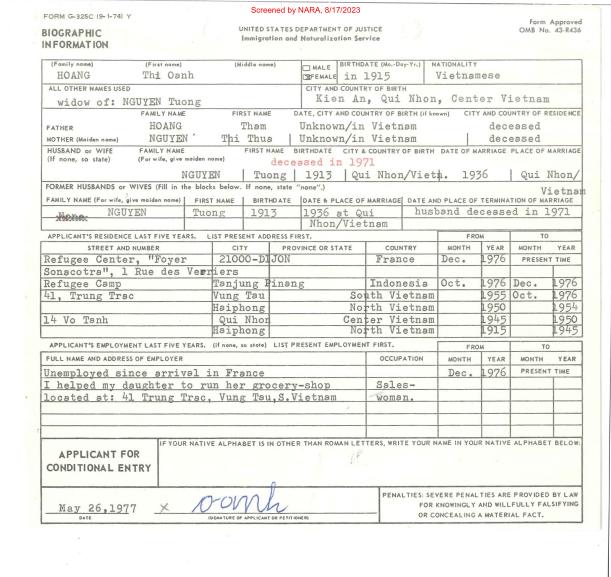 Screened by NARA, 8/17/2023
FORM G-325C (9-1-74) Y
Form Approved
OMB No. 43-R436
BIOGRAPHIC
INFORMATION
UNITED STATES DEPARTMENT OF JUSTICE
Immigration and Naturalization Service
(Family name) (First name) (Middle name) MALE BIRTHDATE (Mo.-Day-Yr.) NATIONALITY
HOANG Thi Oanh FEMALE in 1915 Vietnamese
ALL OTHER NAMES USED CITY AND COUNTRY OF BIRTH
widow of: NGUYEN Tuong Kien An, Qui Nhon, Center Vietnam
FAMILY NAME FIRST NAME DATE, CITY AND COUNTRY OF BIRTH (if known) CITY AND COUNTRY OF RESIDENCE
FATHER HOANG Tham Unknown/in Vietnam deceased
MOTHER (Maiden name) NGUYEN Thi Thua Unknown/in Vietnam deceased
HUSBAND or WIFE FAMILY NAME FIRST NAME BIRTHDATE CITY & COUNTRY OF BIRTH DATE OF MARRIAGE PLACE OF MARRIAGE
(If none, so state) (For wife, give maiden name) deceased in 1971
NGUYEN Tuong 1913 Qui Nhon/Vietn. 1936 Qui Nhon/
Vietnam
FORMER HUSBANDS or WIVES (Fill in the blocks below. If none, state "none".)
FAMILY NAME (For wife, give maiden name) FIRST NAME BIRTHDATE DATE & PLACE OF MARRIAGE DATE AND PLACE OF TERMINATION OF MARRIAGE
None NGUYEN Tuong 1913 1936 at Qui husband deceased in 1971
Nhon/Vietnam
APPLICANT'S RESIDENCE LAST FIVE YEARS. LIST PRESENT ADDRESS FIRST. FROM TO
STREET AND NUMBER CITY PROVINCE OR STATE COUNTRY MONTH YEAR MONTH YEAR
Refugee Center, "Foyer 21000-DIJON France Dec. 1976 PRESENT TIME
Sonacotra", 1 Rue des Verriers
Refugee Camp Tanjung Pinang Indonesia Oct. 1976 Dec. 1976
41, Trung Trac Vung Tau South Vietnam 1955 Oct. 1976
Haiphong North Vietnam 1950 1954
14 Vo Tanh Qui Nhon Center Vietnam 1945 1950
Haiphong North Vietnam 1915 1945
APPLICANT'S EMPLOYMENT LAST FIVE YEARS. (If none, so state) LIST PRESENT EMPLOYMENT FIRST. FROM TO
FULL NAME AND ADDRESS OF EMPLOYER OCCUPATION MONTH YEAR MONTH YEAR
Unemployed since arrival in France Dec. 1976 PRESENT TIME
I helped my daughter to run her grocery-shop Sales-
located at: 41 Trung Trac, Vung Tau,S.Vietnam woman.
APPLICANT FOR
CONDITIONAL ENTRY
IF YOUR NATIVE ALPHABET IS IN OTHER THAN ROMAN LETTERS, WRITE YOUR NAME IN YOUR NATIVE ALPHABET BELOW:
May 26,1977 x oanh
DATE (SIGNATURE OF APPLICANT OR PETITIONER)
PENALTIES: SEVERE PENALTIES ARE PROVIDED BY LAW
FOR KNOWINGLY AND WILLFULLY FALSIFYING
OR CONCEALING A MATERIAL FACT.